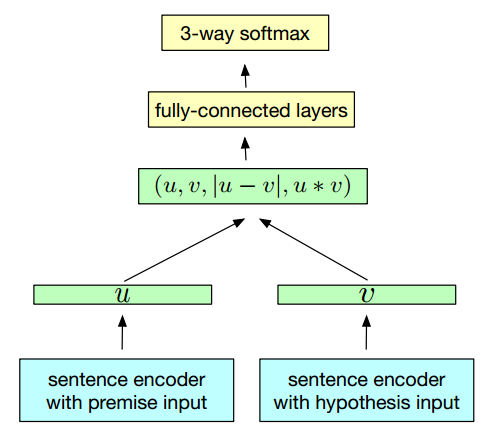 3-way softmax
fully-connected layers
(u, v, |u − v|, u ∗ v)
u
v
sentence encoder
with premise input
sentence encoder
with hypothesis input